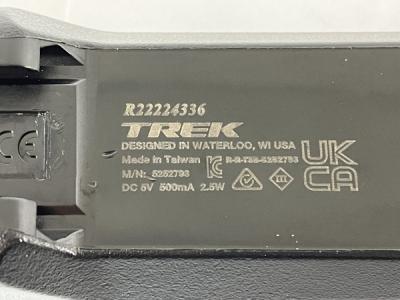 R22224336
TREK
DESIGNED IN WATERLOO, WI USA
Made in Taiwan
R-R-T3B-5252793
M/N: 5252793
DC 5V 500mA 2.5W
UK
CA
CE